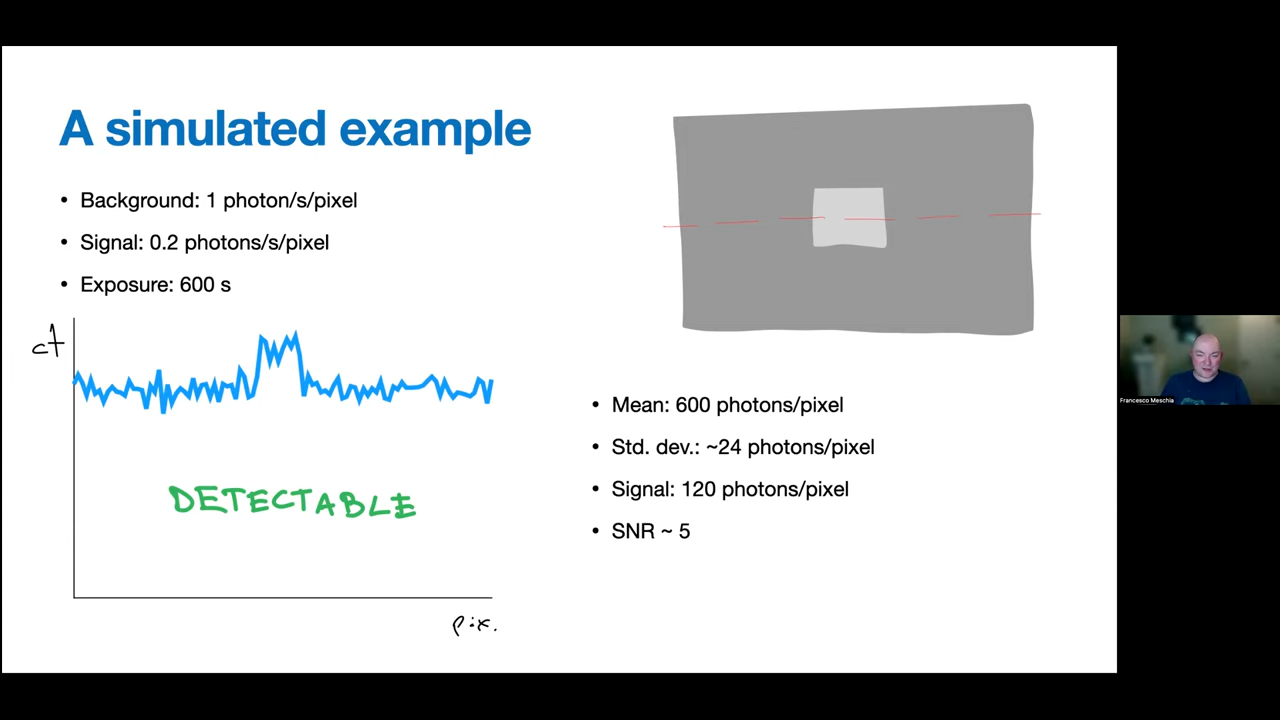 A simulated example
• Background: 1 photon/s/pixel
• Signal: 0.2 photons/s/pixel
• Exposure: 600 s
ct
DETECTABLE
pix.
• Mean: 600 photons/pixel
• Std. dev.: ~24 photons/pixel
• Signal: 120 photons/pixel
• SNR ~ 5
Francesco Meschia